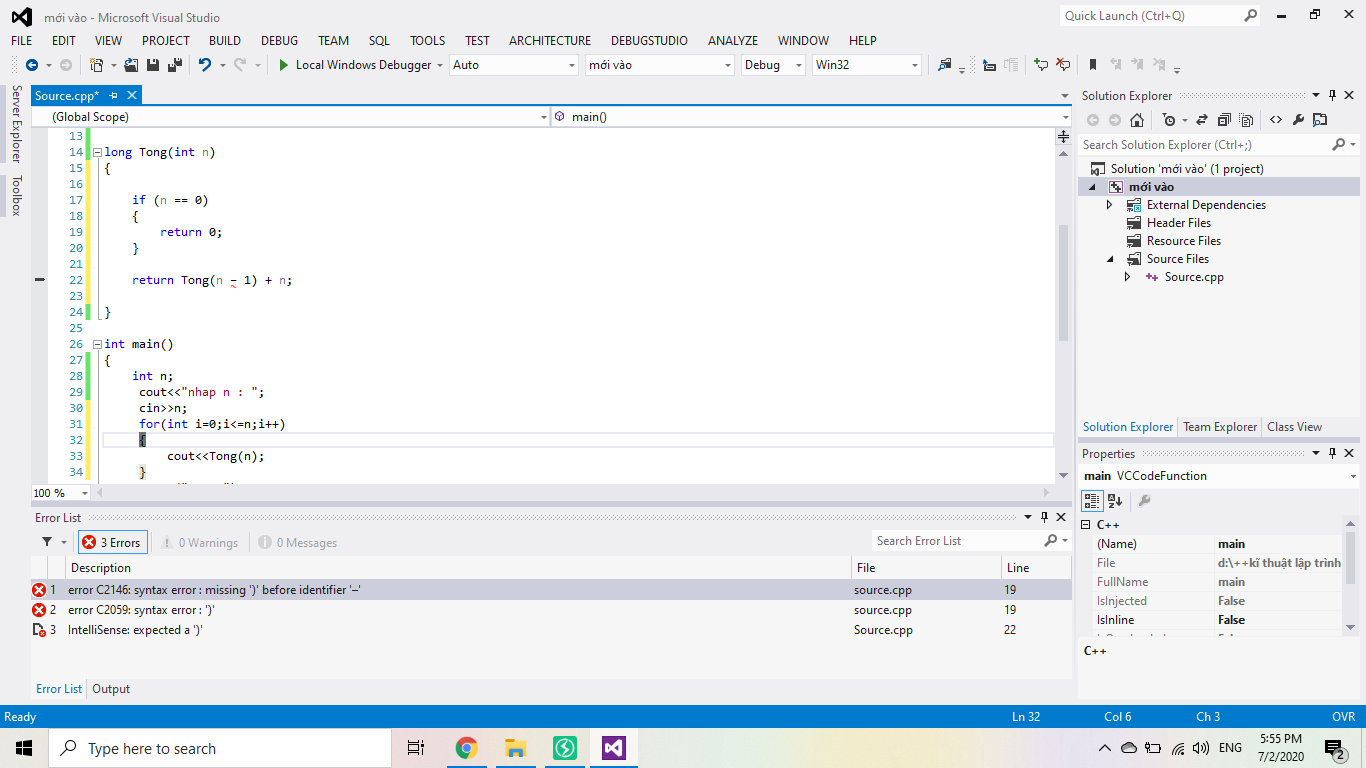 mới vào - Microsoft Visual Studio
Quick Launch (Ctrl+Q)
FILE EDIT VIEW PROJECT BUILD DEBUG TEAM SQL TOOLS TEST ARCHITECTURE DEBUGSTUDIO ANALYZE WINDOW HELP
Local Windows Debugger Auto mới vào Debug Win32
Server Explorer
Toolbox
Source.cpp*
(Global Scope) main()
13
14 long Tong(int n)
15 {
16
17 if (n == 0)
18 {
19 return 0;
20 }
21
22 return Tong(n – 1) + n;
23
24 }
25
26 int main()
27 {
28 int n;
29 cout<<"nhap n : ";
30 cin>>n;
31 for(int i=0;i<=n;i++)
32 {
33 cout<<Tong(n);
34 }
100 %
Error List
3 Errors 0 Warnings 0 Messages
Search Error List
Description File Line
1 error C2146: syntax error : missing ')' before identifier '–' source.cpp 19
2 error C2059: syntax error : ')' source.cpp 19
3 IntelliSense: expected a ')' Source.cpp 22
Error List Output
Solution Explorer
Search Solution Explorer (Ctrl+;)
Solution 'mới vào' (1 project)
mới vào
External Dependencies
Header Files
Resource Files
Source Files
Source.cpp
Solution Explorer Team Explorer Class View
Properties
main VCCodeFunction
C++
(Name) main
File d:\++kĩ thuật lập trình
FullName main
IsInjected False
IsInline False
C++
Ready Ln 32 Col 6 Ch 3 OVR
Type here to search
ENG
5:55 PM
7/2/2020
2